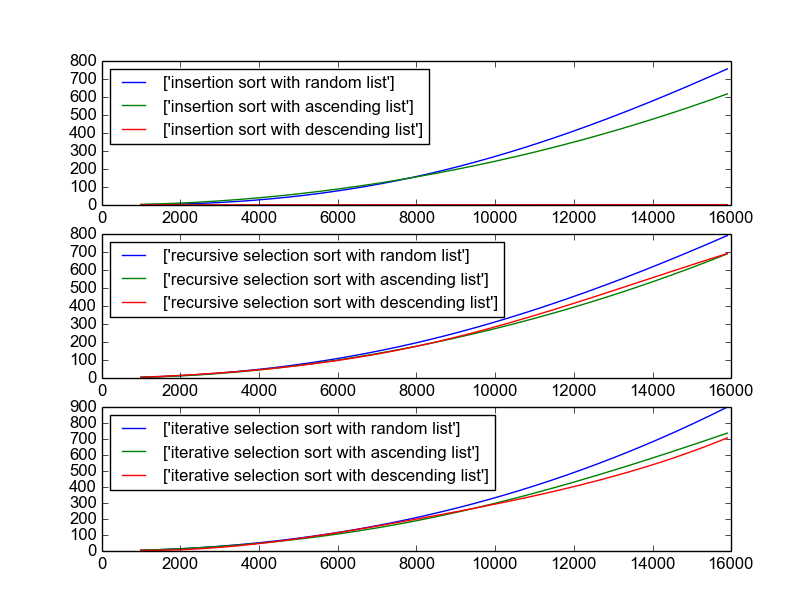 800
700
600
500
400
300
200
100
0
['insertion sort with random list']
['insertion sort with ascending list']
['insertion sort with descending list']
0 2000 4000 6000 8000 10000 12000 14000 16000
800
700
600
500
400
300
200
100
0
['recursive selection sort with random list']
['recursive selection sort with ascending list']
['recursive selection sort with descending list']
0 2000 4000 6000 8000 10000 12000 14000 16000
900
800
700
600
500
400
300
200
100
0
['iterative selection sort with random list']
['iterative selection sort with ascending list']
['iterative selection sort with descending list']
0 2000 4000 6000 8000 10000 12000 14000 16000